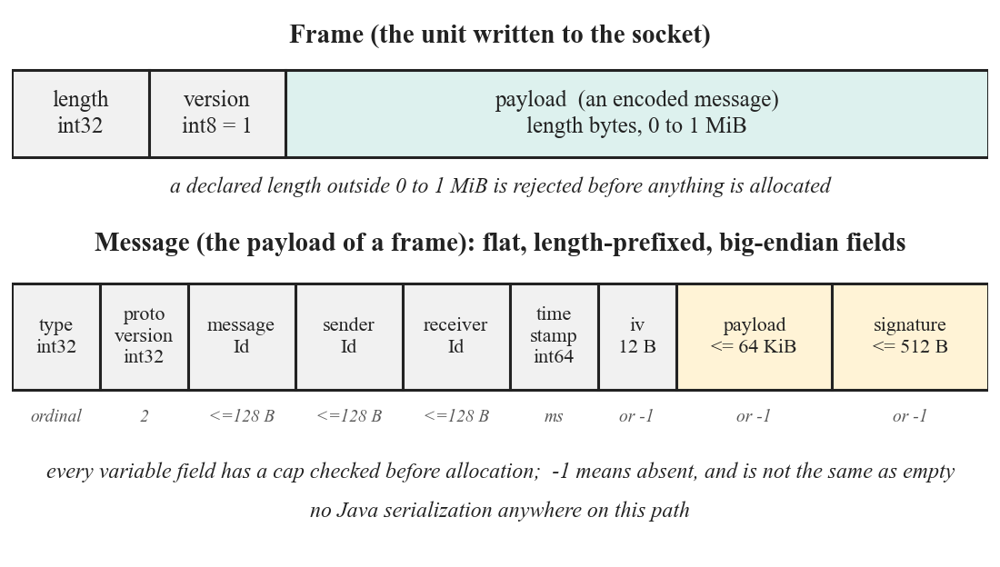 Frame (the unit written to the socket)
length
int32
version
int8 = 1
payload  (an encoded message)
length bytes, 0 to 1 MiB
a declared length outside 0 to 1 MiB is rejected before anything is allocated
Message (the payload of a frame): flat, length-prefixed, big-endian fields
type
int32
proto
version
int32
message
Id
sender
Id
receiver
Id
time
stamp
int64
iv
12 B
payload
<= 64 KiB
signature
<= 512 B
ordinal
2
<=128 B
<=128 B
<=128 B
ms
or -1
or -1
or -1
every variable field has a cap checked before allocation;  -1 means absent, and is not the same as empty
no Java serialization anywhere on this path